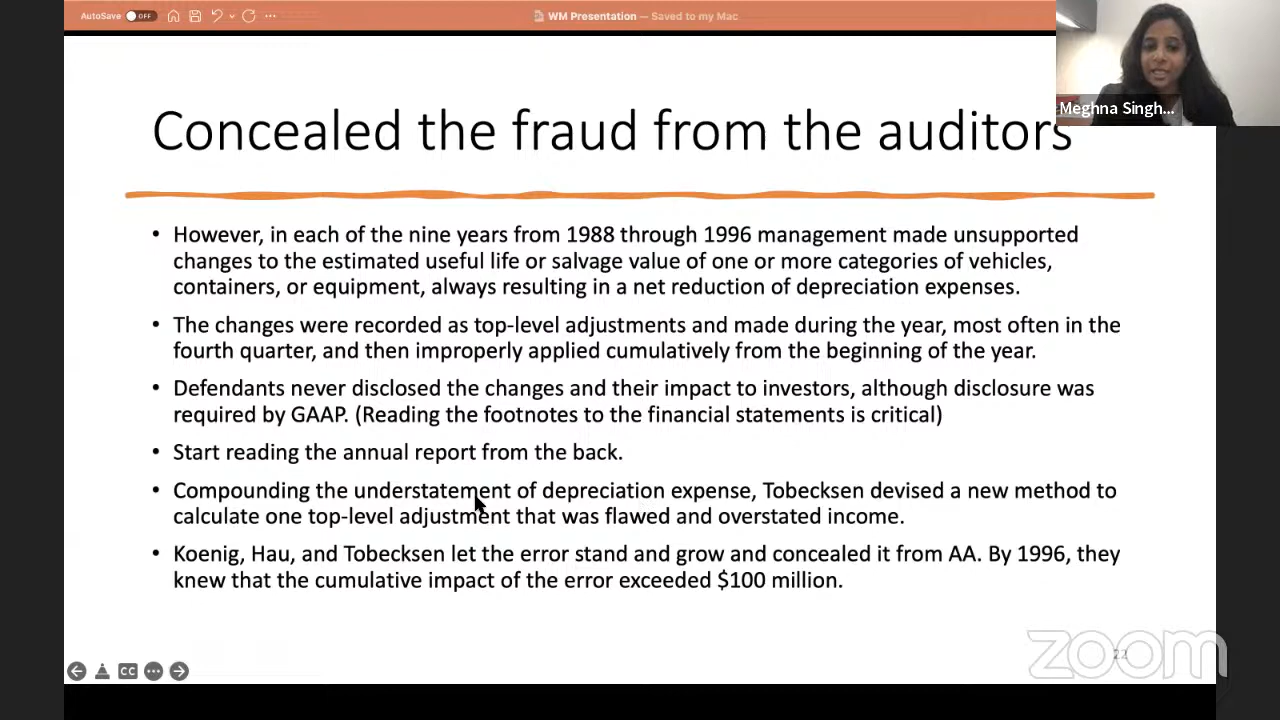 AutoSave OFF
WM Presentation — Saved to my Mac
Meghna Singh...
Concealed the fraud from the auditors
• However, in each of the nine years from 1988 through 1996 management made unsupported
changes to the estimated useful life or salvage value of one or more categories of vehicles,
containers, or equipment, always resulting in a net reduction of depreciation expenses.
• The changes were recorded as top-level adjustments and made during the year, most often in the
fourth quarter, and then improperly applied cumulatively from the beginning of the year.
• Defendants never disclosed the changes and their impact to investors, although disclosure was
required by GAAP. (Reading the footnotes to the financial statements is critical)
• Start reading the annual report from the back.
• Compounding the understatement of depreciation expense, Tobecksen devised a new method to
calculate one top-level adjustment that was flawed and overstated income.
• Koenig, Hau, and Tobecksen let the error stand and grow and concealed it from AA. By 1996, they
knew that the cumulative impact of the error exceeded $100 million.
22
zoom
CC